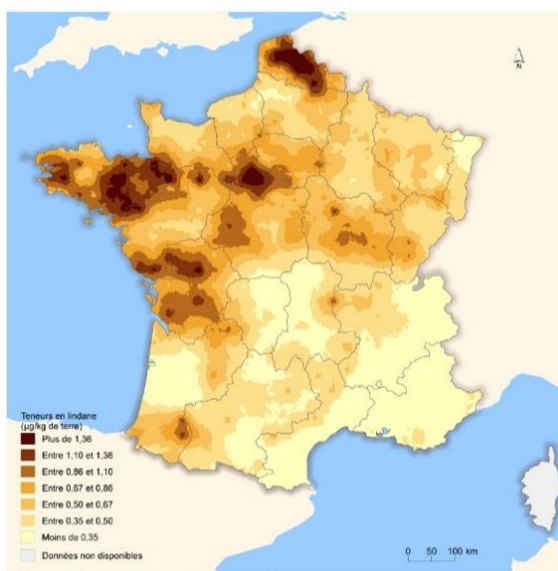 N
Teneurs en lindane
(µg/kg de terre)
Plus de 1,36
Entre 1,10 et 1,36
Entre 0,86 et 1,10
Entre 0,67 et 0,86
Entre 0,50 et 0,67
Entre 0,35 et 0,50
Moins de 0,35
Données non disponibles
0 50 100 km